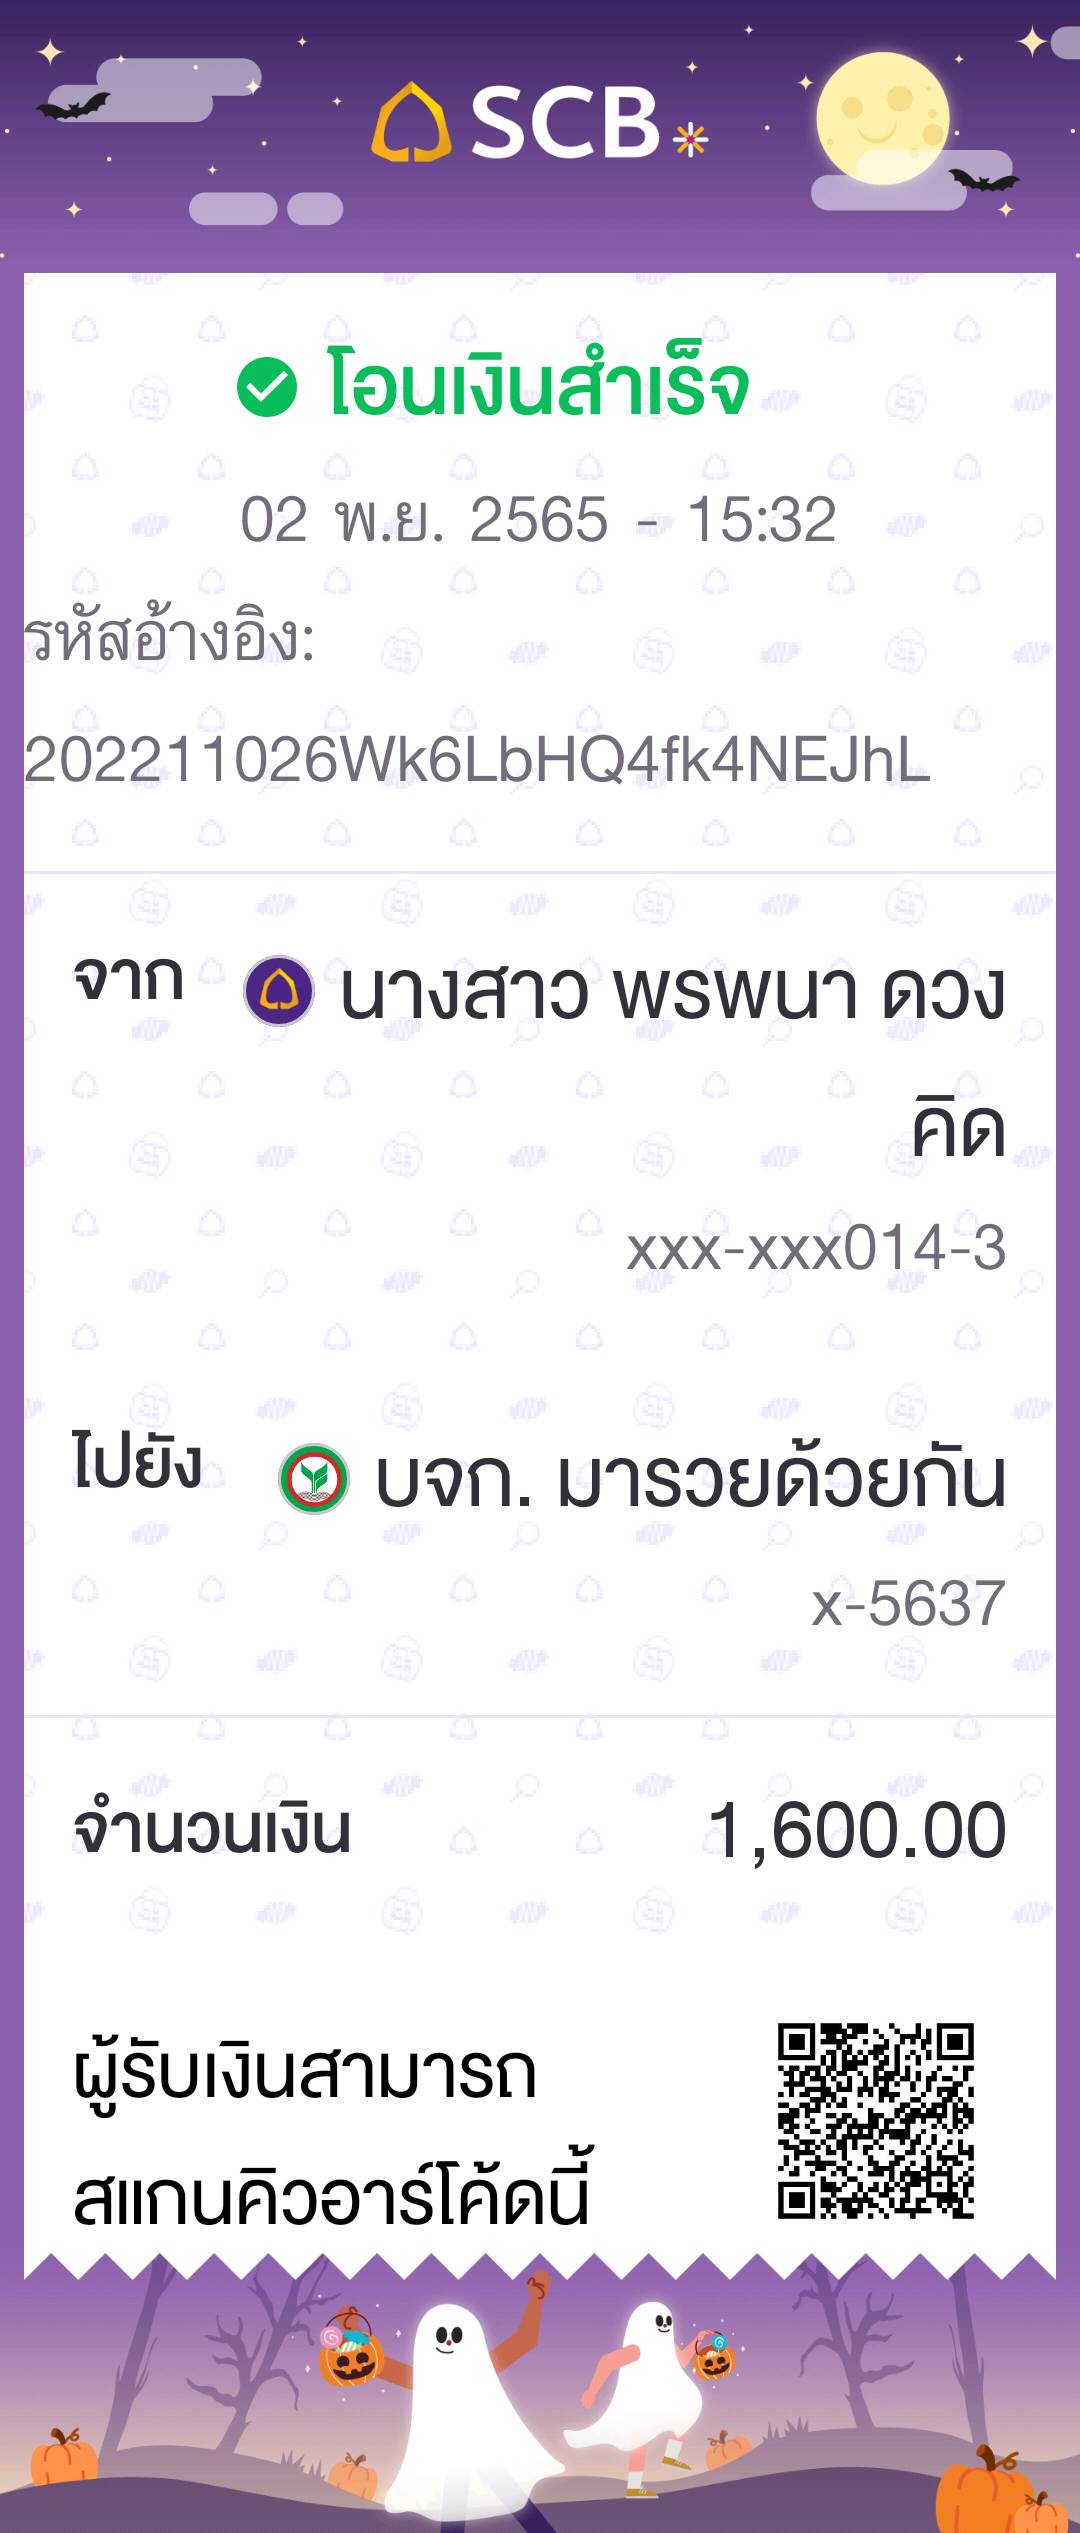 SCB
โอนเงินสำเร็จ
02 พ.ย. 2565 - 15:32
รหัสอ้างอิง:
202211026Wk6LbHQ4fk4NEJhL
จาก นางสาว พรพนา ดวง
คิด
xxx-xxx014-3
ไปยัง บจก. มารวยด้วยกัน
x-5637
จำนวนเงิน 1,600.00
ผู้รับเงินสามารถ
สแกนคิวอาร์โค้ดนี้